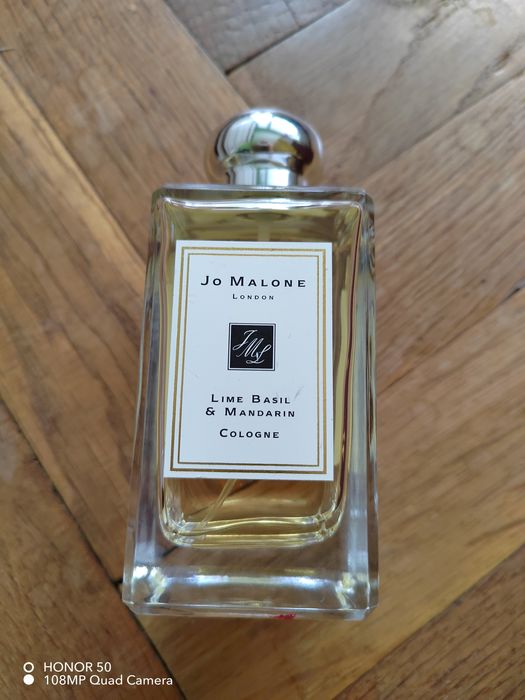 Jo Malone
London
JML
Lime Basil
& Mandarin
Cologne
HONOR 50
108MP Quad Camera